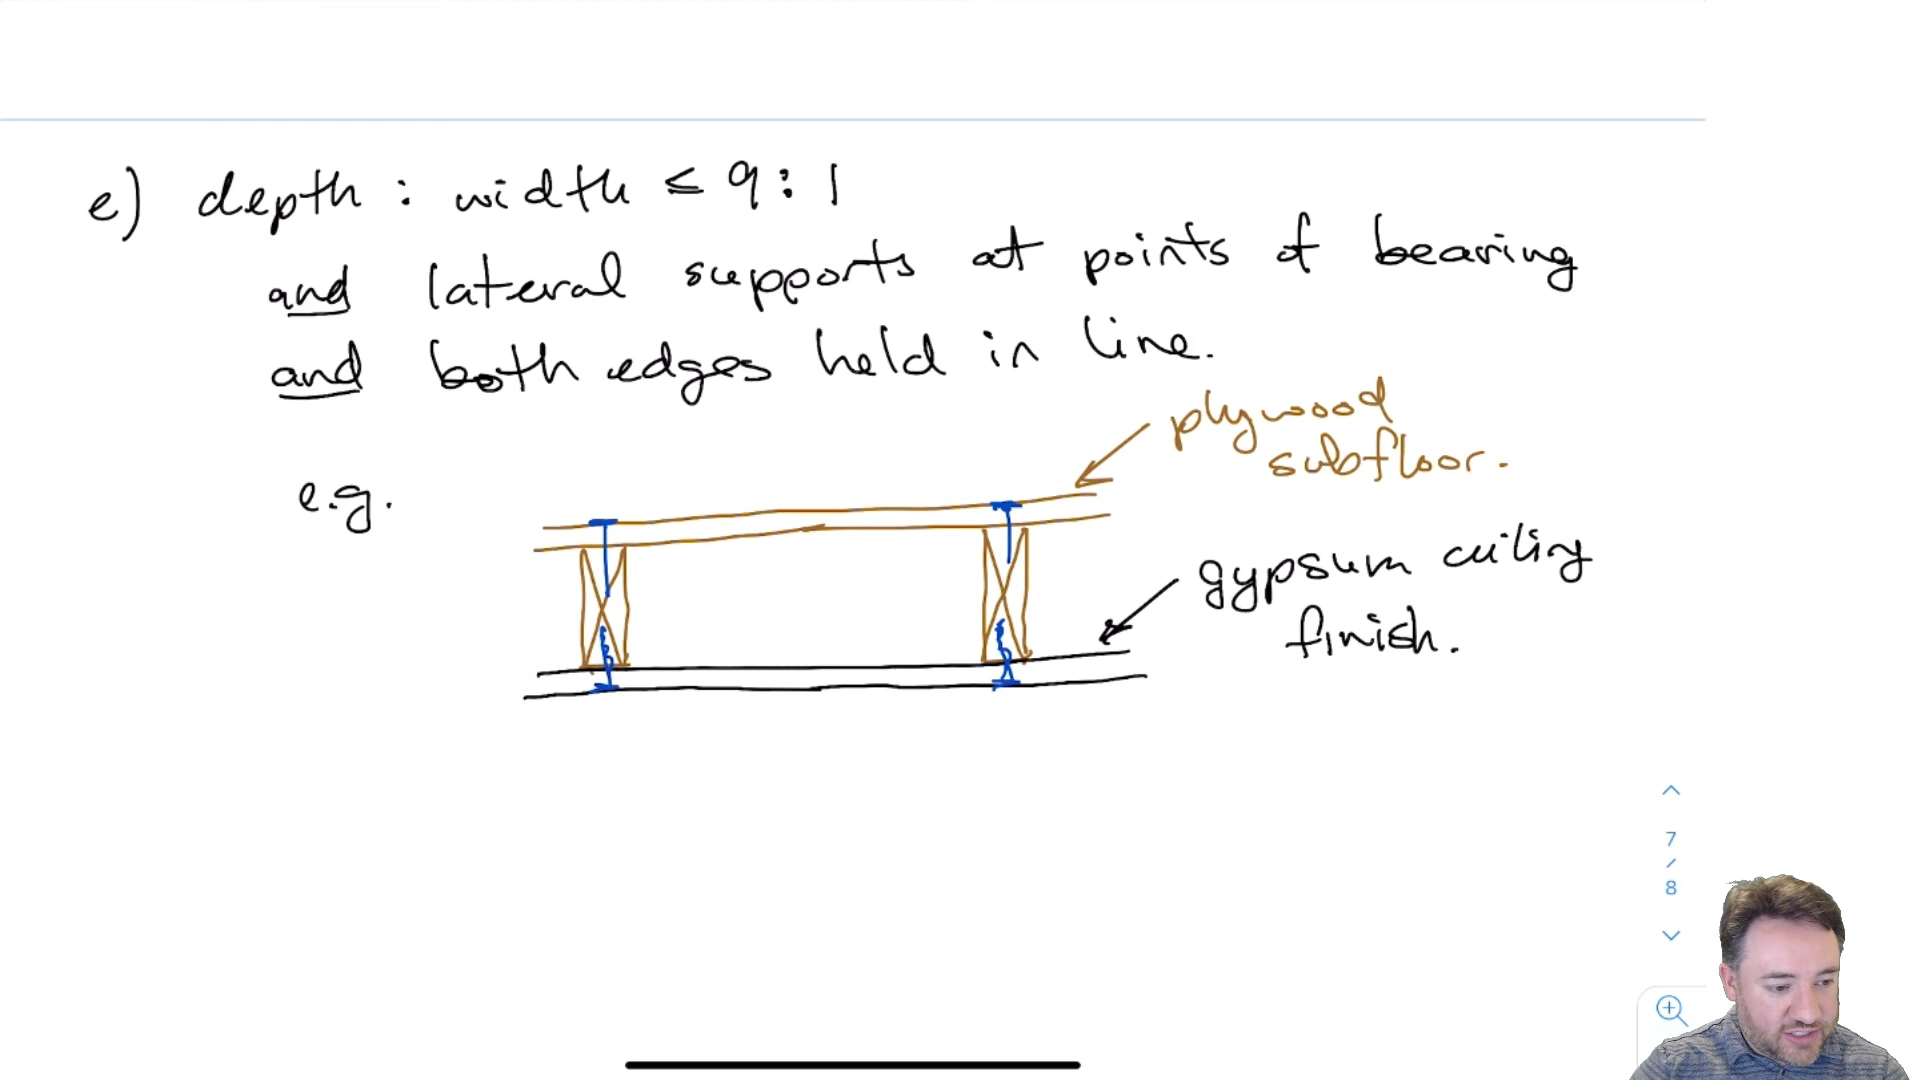 e) depth : width ≤ 9 : 1
and lateral supports at points of bearing
and both edges held in line.
plywood
subfloor.
e.g.
gypsum ceiling
finish.
7
/
8